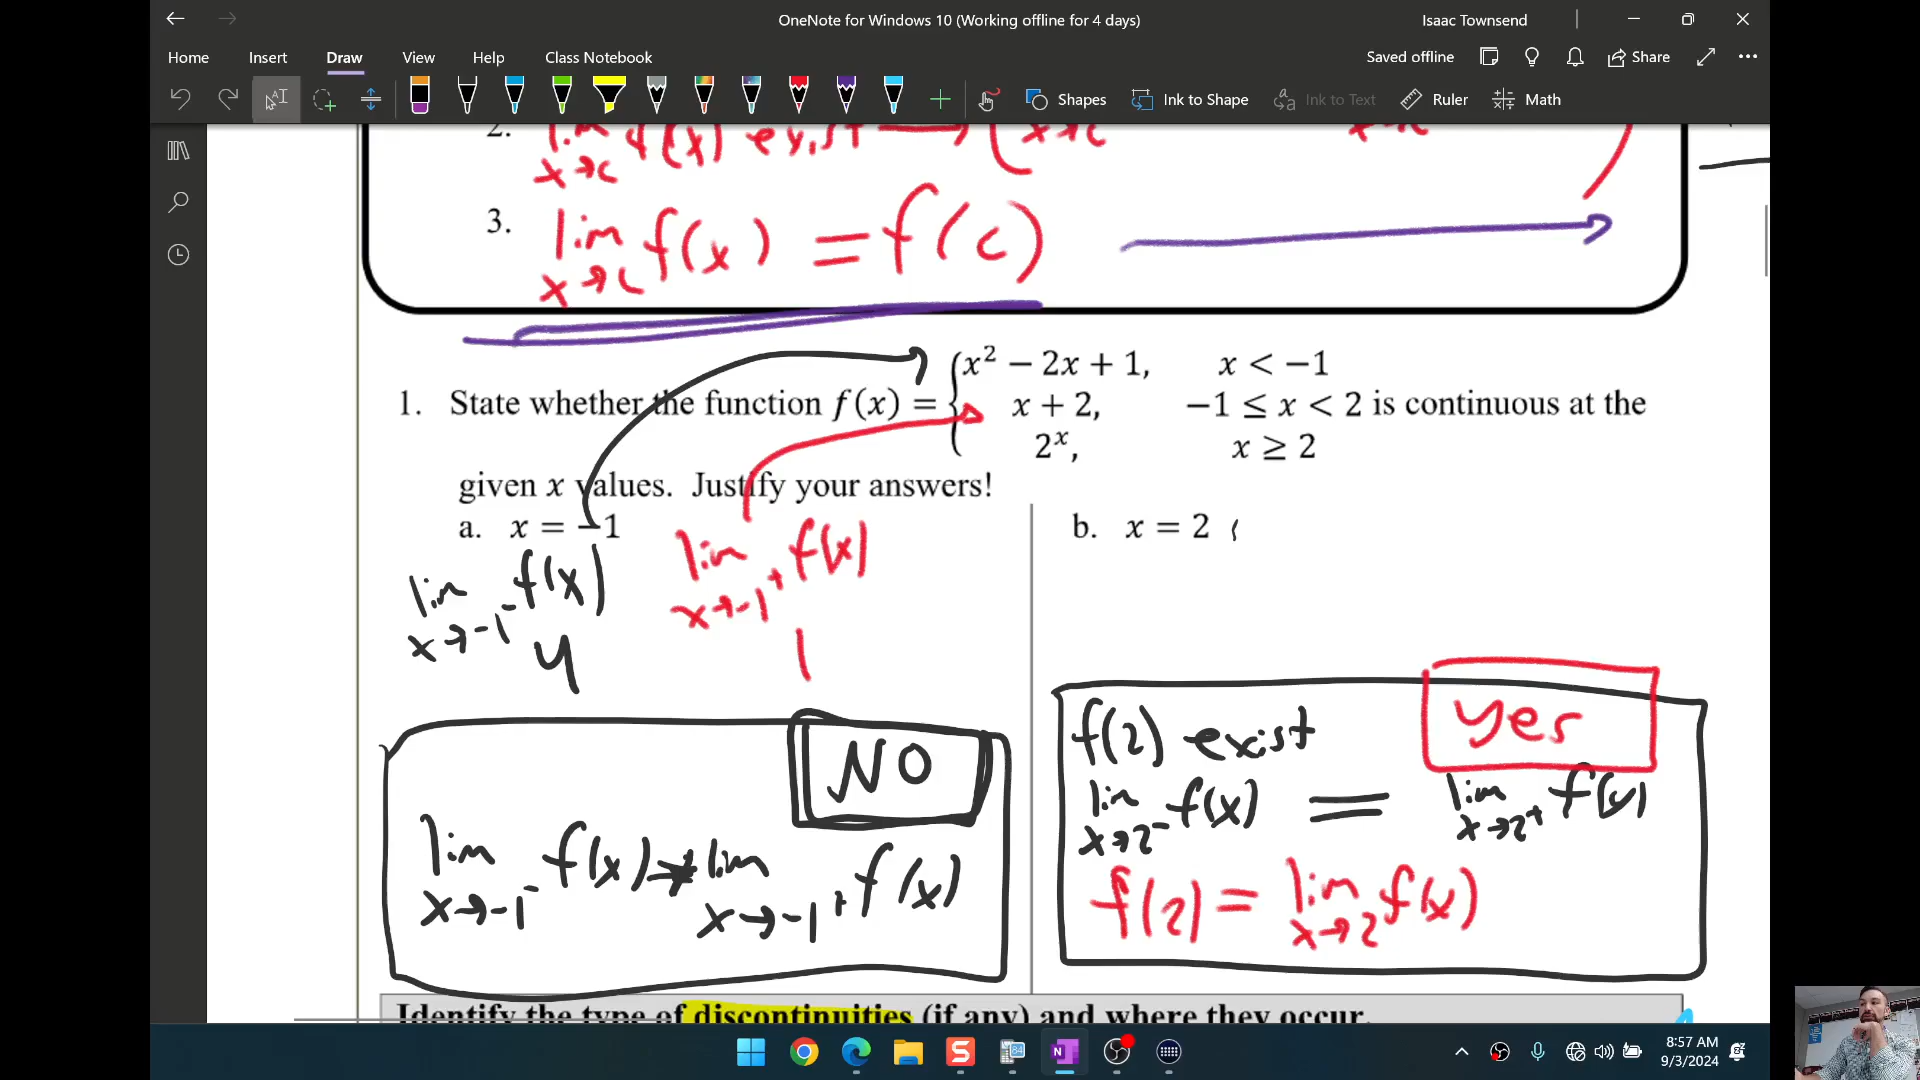 OneNote for Windows 10 (Working offline for 4 days)
Isaac Townsend
Home Insert Draw View Help Class Notebook
Saved offline Share
Shapes Ink to Shape Ink to Text Ruler Math
2. lim x→c f(x) exist → ( x→c x→c
3. lim x→c f(x) = f(c)
1. State whether the function f(x) = { x² − 2x + 1, x < −1
x + 2, −1 ≤ x < 2 is continuous at the
2ˣ, x ≥ 2
given x values. Justify your answers!
a. x = −1
lim x→-1⁻ f(x)
4
lim x→-1⁺ f(x)
1
NO
lim x→-1⁻ f(x) ≠ lim x→-1⁺ f(x)
b. x = 2 (
yes
f(2) exist
lim x→2⁻ f(x) = lim x→2⁺ f(x)
f(2) = lim x→2 f(x)
Identify the type of discontinuities (if any) and where they occur.
84
8:57 AM
9/3/2024